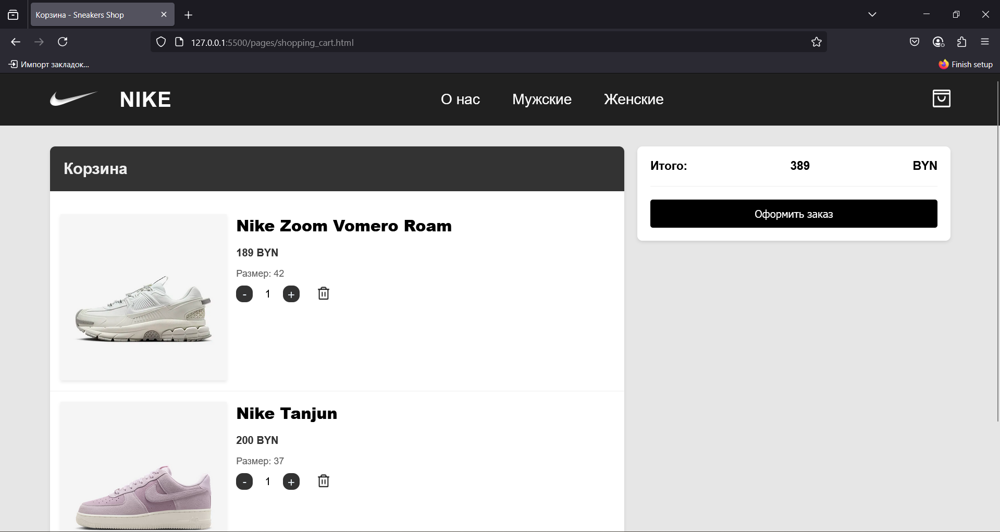 Корзина - Sneakers Shop
127.0.0.1:5500/pages/shopping_cart.html
Импорт закладок...
Finish setup
NIKE
О нас
Мужские
Женские
Корзина
Nike Zoom Vomero Roam
189 BYN
Размер: 42
- 1 +
Nike Tanjun
200 BYN
Размер: 37
- 1 +
Итого: 389 BYN
Оформить заказ